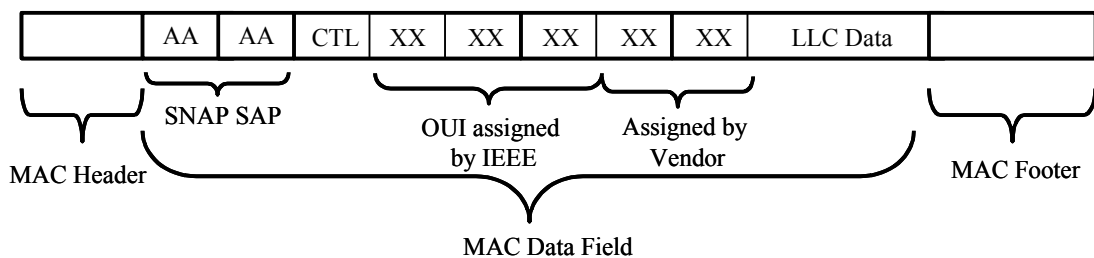 AA AA CTL XX XX XX XX XX LLC Data
SNAP SAP
OUI assigned
by IEEE
Assigned by
Vendor
MAC Header
MAC Footer
MAC Data Field